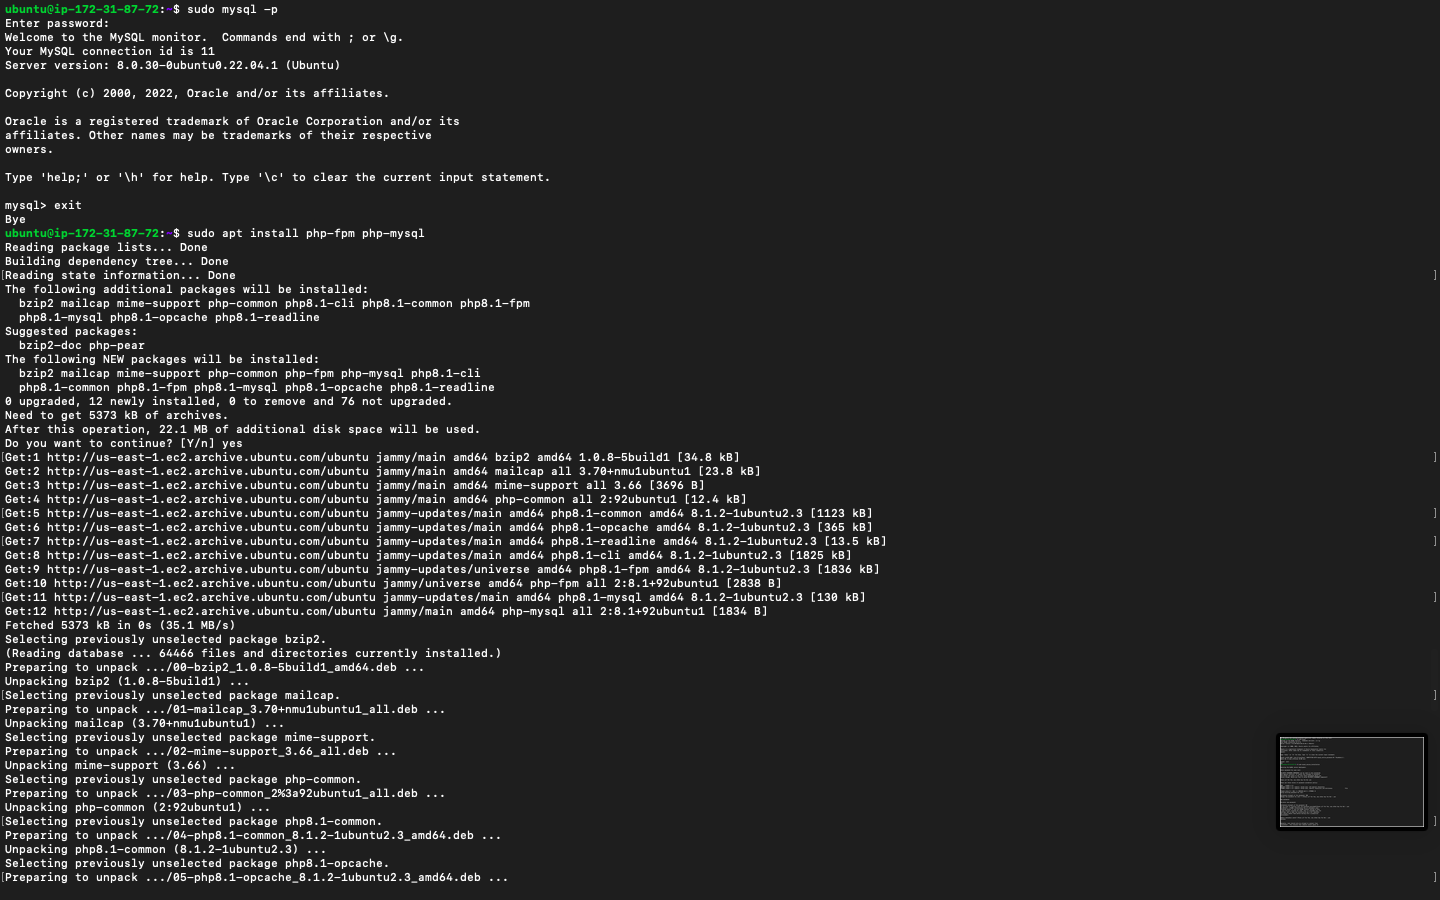 ubuntu@ip-172-31-87-72:~$ sudo mysql -p
Enter password:
Welcome to the MySQL monitor.  Commands end with ; or \g.
Your MySQL connection id is 11
Server version: 8.0.30-0ubuntu0.22.04.1 (Ubuntu)

Copyright (c) 2000, 2022, Oracle and/or its affiliates.

Oracle is a registered trademark of Oracle Corporation and/or its
affiliates. Other names may be trademarks of their respective
owners.

Type 'help;' or '\h' for help. Type '\c' to clear the current input statement.

mysql> exit
Bye
ubuntu@ip-172-31-87-72:~$ sudo apt install php-fpm php-mysql
Reading package lists... Done
Building dependency tree... Done
[Reading state information... Done ]
The following additional packages will be installed:
  bzip2 mailcap mime-support php-common php8.1-cli php8.1-common php8.1-fpm
  php8.1-mysql php8.1-opcache php8.1-readline
Suggested packages:
  bzip2-doc php-pear
The following NEW packages will be installed:
  bzip2 mailcap mime-support php-common php-fpm php-mysql php8.1-cli
  php8.1-common php8.1-fpm php8.1-mysql php8.1-opcache php8.1-readline
0 upgraded, 12 newly installed, 0 to remove and 76 not upgraded.
Need to get 5373 kB of archives.
After this operation, 22.1 MB of additional disk space will be used.
Do you want to continue? [Y/n] yes
[Get:1 http://us-east-1.ec2.archive.ubuntu.com/ubuntu jammy/main amd64 bzip2 amd64 1.0.8-5build1 [34.8 kB] ]
Get:2 http://us-east-1.ec2.archive.ubuntu.com/ubuntu jammy/main amd64 mailcap all 3.70+nmu1ubuntu1 [23.8 kB]
Get:3 http://us-east-1.ec2.archive.ubuntu.com/ubuntu jammy/main amd64 mime-support all 3.66 [3696 B]
Get:4 http://us-east-1.ec2.archive.ubuntu.com/ubuntu jammy/main amd64 php-common all 2:92ubuntu1 [12.4 kB]
[Get:5 http://us-east-1.ec2.archive.ubuntu.com/ubuntu jammy-updates/main amd64 php8.1-common amd64 8.1.2-1ubuntu2.3 [1123 kB] ]
Get:6 http://us-east-1.ec2.archive.ubuntu.com/ubuntu jammy-updates/main amd64 php8.1-opcache amd64 8.1.2-1ubuntu2.3 [365 kB]
[Get:7 http://us-east-1.ec2.archive.ubuntu.com/ubuntu jammy-updates/main amd64 php8.1-readline amd64 8.1.2-1ubuntu2.3 [13.5 kB] ]
Get:8 http://us-east-1.ec2.archive.ubuntu.com/ubuntu jammy-updates/main amd64 php8.1-cli amd64 8.1.2-1ubuntu2.3 [1825 kB]
Get:9 http://us-east-1.ec2.archive.ubuntu.com/ubuntu jammy-updates/universe amd64 php8.1-fpm amd64 8.1.2-1ubuntu2.3 [1836 kB]
Get:10 http://us-east-1.ec2.archive.ubuntu.com/ubuntu jammy/universe amd64 php-fpm all 2:8.1+92ubuntu1 [2838 B]
[Get:11 http://us-east-1.ec2.archive.ubuntu.com/ubuntu jammy-updates/main amd64 php8.1-mysql amd64 8.1.2-1ubuntu2.3 [130 kB] ]
Get:12 http://us-east-1.ec2.archive.ubuntu.com/ubuntu jammy/main amd64 php-mysql all 2:8.1+92ubuntu1 [1834 B]
Fetched 5373 kB in 0s (35.1 MB/s)
Selecting previously unselected package bzip2.
(Reading database ... 64466 files and directories currently installed.)
Preparing to unpack .../00-bzip2_1.0.8-5build1_amd64.deb ...
Unpacking bzip2 (1.0.8-5build1) ...
[Selecting previously unselected package mailcap. ]
Preparing to unpack .../01-mailcap_3.70+nmu1ubuntu1_all.deb ...
Unpacking mailcap (3.70+nmu1ubuntu1) ...
Selecting previously unselected package mime-support.
Preparing to unpack .../02-mime-support_3.66_all.deb ...
Unpacking mime-support (3.66) ...
Selecting previously unselected package php-common.
Preparing to unpack .../03-php-common_2%3a92ubuntu1_all.deb ...
Unpacking php-common (2:92ubuntu1) ...
[Selecting previously unselected package php8.1-common. ]
Preparing to unpack .../04-php8.1-common_8.1.2-1ubuntu2.3_amd64.deb ...
Unpacking php8.1-common (8.1.2-1ubuntu2.3) ...
Selecting previously unselected package php8.1-opcache.
[Preparing to unpack .../05-php8.1-opcache_8.1.2-1ubuntu2.3_amd64.deb ... ]